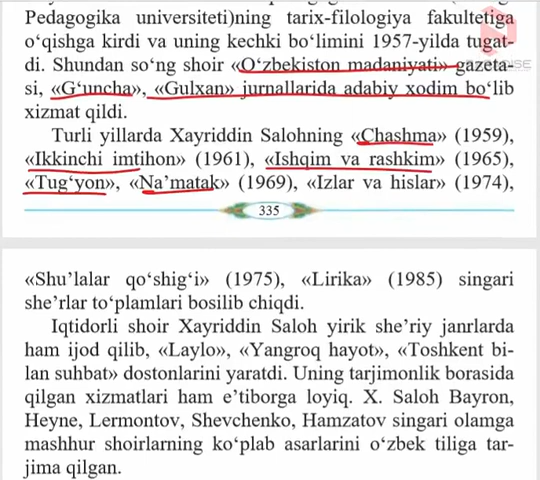 Pedagogika universiteti)ning tarix-filologiya fakultetiga
o‘qishga kirdi va uning kechki bo‘limini 1957-yilda tugat-
di. Shundan so‘ng shoir «O‘zbekiston madaniyati» gazeta-
si, «G‘uncha», «Gulxan» jurnallarida adabiy xodim bo‘lib
xizmat qildi.
Turli yillarda Xayriddin Salohning «Chashma» (1959),
«Ikkinchi imtihon» (1961), «Ishqim va rashkim» (1965),
«Tug‘yon», «Na’matak» (1969), «Izlar va hislar» (1974),
335
«Shu’lalar qo‘shig‘i» (1975), «Lirika» (1985) singari
she’rlar to‘plamlari bosilib chiqdi.
Iqtidorli shoir Xayriddin Saloh yirik she’riy janrlarda
ham ijod qilib, «Laylo», «Yangroq hayot», «Toshkent bi-
lan suhbat» dostonlarini yaratdi. Uning tarjimonlik borasida
qilgan xizmatlari ham e’tiborga loyiq. X. Saloh Bayron,
Heyne, Lermontov, Shevchenko, Hamzatov singari olamga
mashhur shoirlarning ko‘plab asarlarini o‘zbek tiliga tar-
jima qilgan.